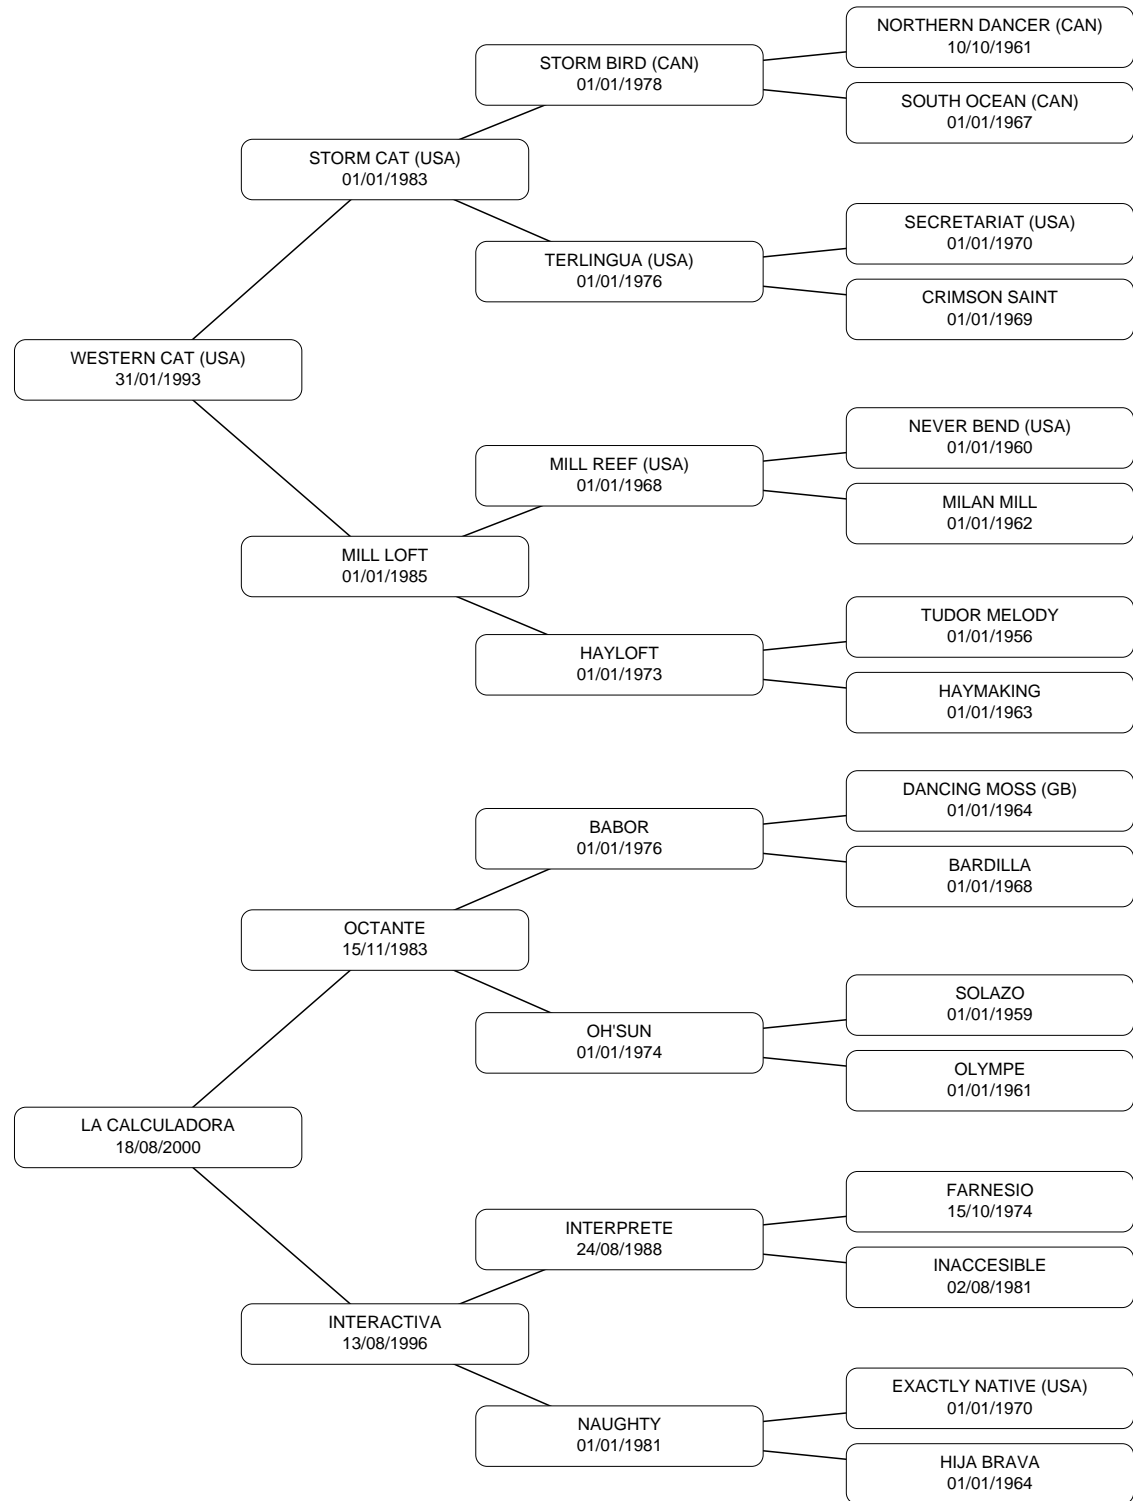 NORTHERN DANCER (CAN)
10/10/1961
STORM BIRD (CAN)
01/01/1978
SOUTH OCEAN (CAN)
01/01/1967
STORM CAT (USA)
01/01/1983
SECRETARIAT (USA)
01/01/1970
TERLINGUA (USA)
01/01/1976
CRIMSON SAINT
01/01/1969
WESTERN CAT (USA)
31/01/1993
NEVER BEND (USA)
01/01/1960
MILL REEF (USA)
01/01/1968
MILAN MILL
01/01/1962
MILL LOFT
01/01/1985
TUDOR MELODY
01/01/1956
HAYLOFT
01/01/1973
HAYMAKING
01/01/1963
DANCING MOSS (GB)
01/01/1964
BABOR
01/01/1976
BARDILLA
01/01/1968
OCTANTE
15/11/1983
SOLAZO
01/01/1959
OH'SUN
01/01/1974
OLYMPE
01/01/1961
LA CALCULADORA
18/08/2000
FARNESIO
15/10/1974
INTERPRETE
24/08/1988
INACCESIBLE
02/08/1981
INTERACTIVA
13/08/1996
EXACTLY NATIVE (USA)
01/01/1970
NAUGHTY
01/01/1981
HIJA BRAVA
01/01/1964